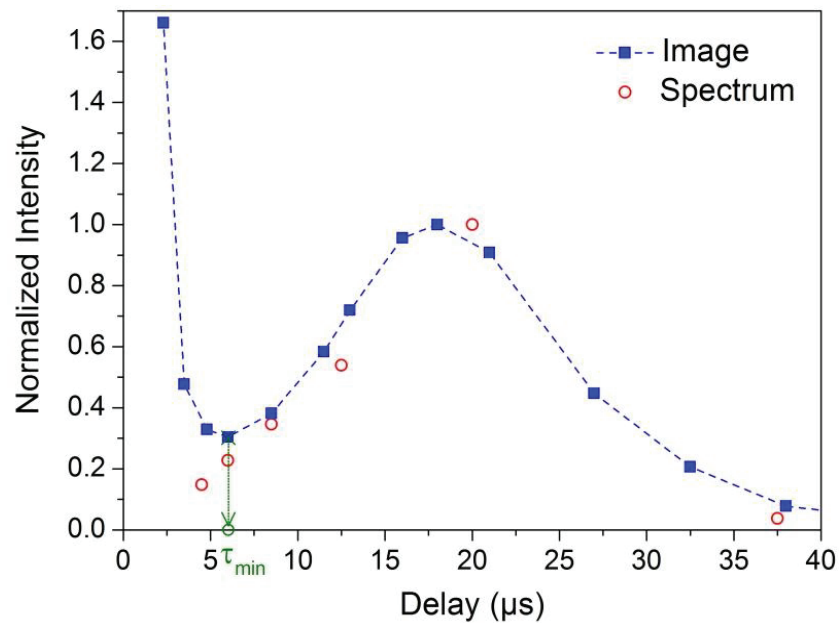 Normalized Intensity
1.6
1.4
1.2
1.0
0.8
0.6
0.4
0.2
0.0
Image
Spectrum
0 5 10 15 20 25 30 35 40
τmin
Delay (μs)